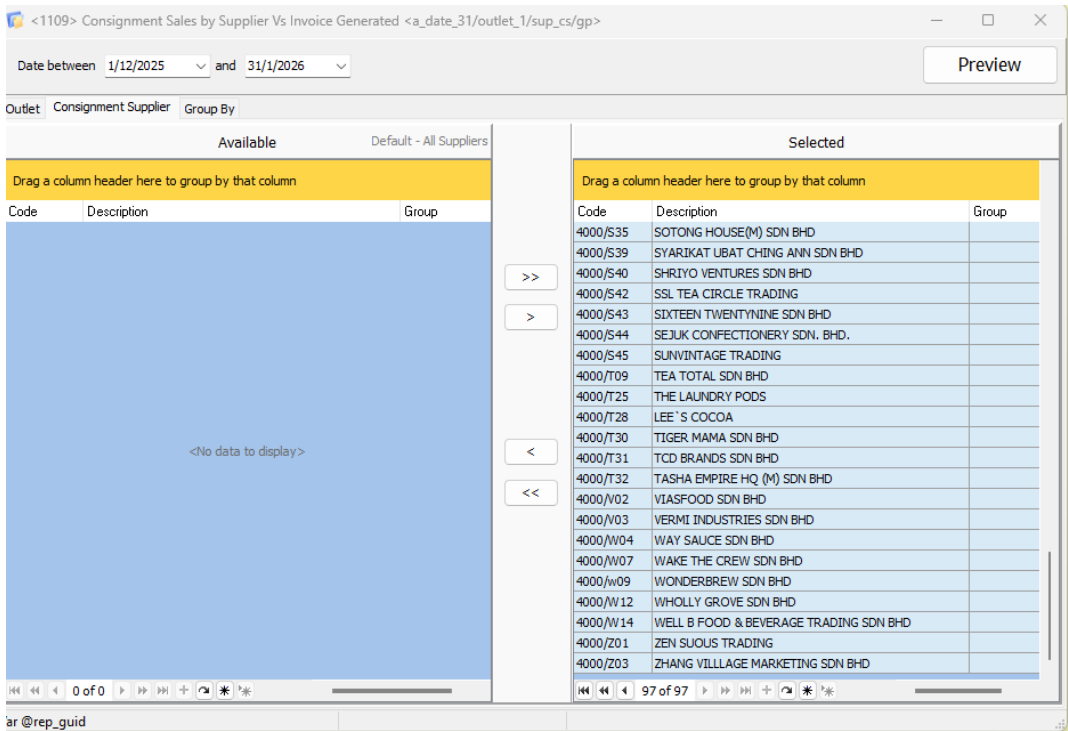 <1109> Consignment Sales by Supplier Vs Invoice Generated <a_date_31/outlet_1/sup_cs/gp>
Date between 1/12/2025 and 31/1/2026
Preview
Outlet Consignment Supplier Group By
Available Default - All Suppliers
Selected
Drag a column header here to group by that column
Drag a column header here to group by that column
Code Description Group
Code Description Group
4000/S35 SOTONG HOUSE(M) SDN BHD
4000/S39 SYARIKAT UBAT CHING ANN SDN BHD
4000/S40 SHRIYO VENTURES SDN BHD
>>
4000/S42 SSL TEA CIRCLE TRADING
4000/S43 SIXTEEN TWENTYNINE SDN BHD
>
4000/S44 SEJUK CONFECTIONERY SDN. BHD.
4000/S45 SUNVINTAGE TRADING
4000/T09 TEA TOTAL SDN BHD
4000/T25 THE LAUNDRY PODS
4000/T28 LEE`S COCOA
4000/T30 TIGER MAMA SDN BHD
<No data to display>
<
4000/T31 TCD BRANDS SDN BHD
4000/T32 TASHA EMPIRE HQ (M) SDN BHD
<<
4000/V02 VIASFOOD SDN BHD
4000/V03 VERMI INDUSTRIES SDN BHD
4000/W04 WAY SAUCE SDN BHD
4000/W07 WAKE THE CREW SDN BHD
4000/w09 WONDERBREW SDN BHD
4000/W12 WHOLLY GROVE SDN BHD
4000/W14 WELL B FOOD & BEVERAGE TRADING SDN BHD
4000/Z01 ZEN SUOUS TRADING
4000/Z03 ZHANG VILLLAGE MARKETING SDN BHD
0 of 0
97 of 97
ar @rep_guid